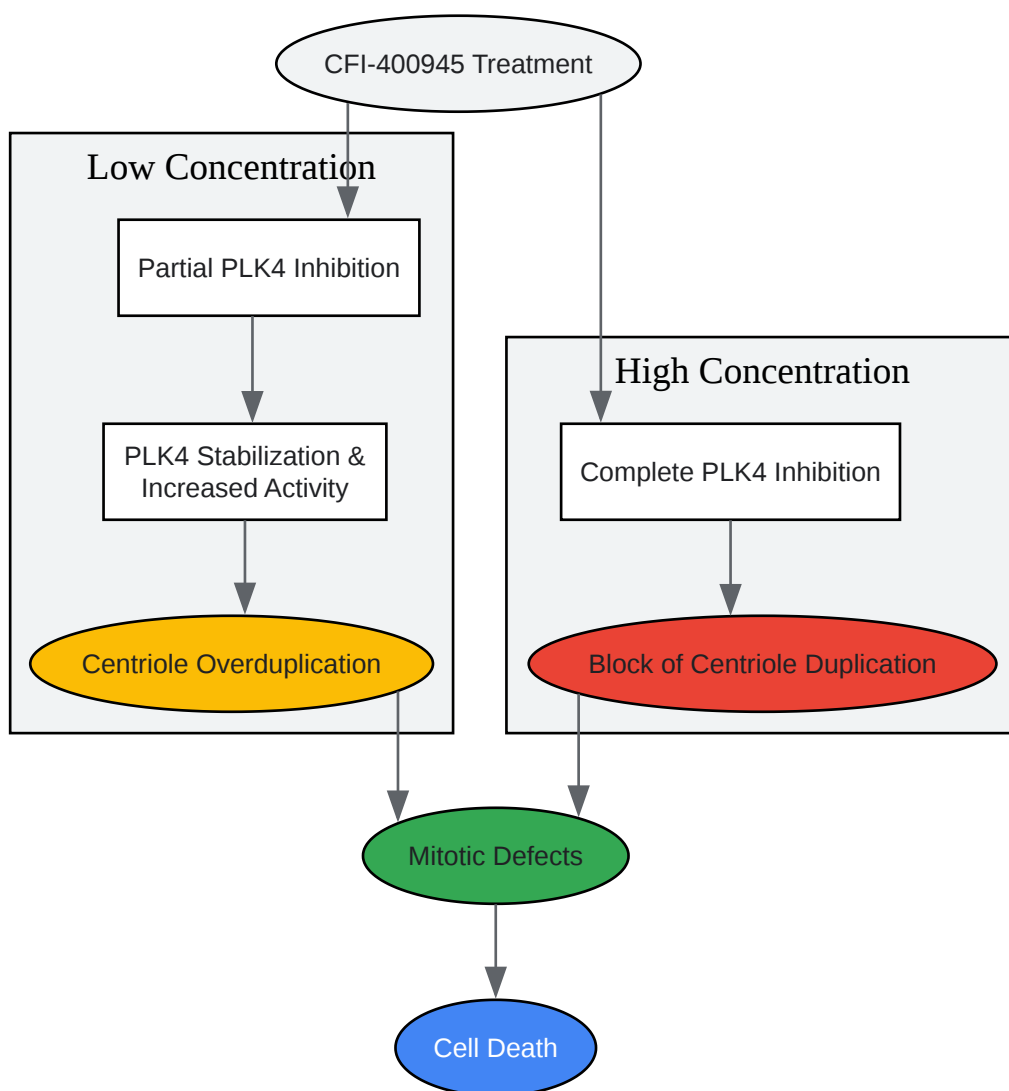 CFI-400945 Treatment
Low Concentration
Partial PLK4 Inhibition
PLK4 Stabilization &
Increased Activity
Centriole Overduplication
High Concentration
Complete PLK4 Inhibition
Block of Centriole Duplication
Mitotic Defects
Cell Death